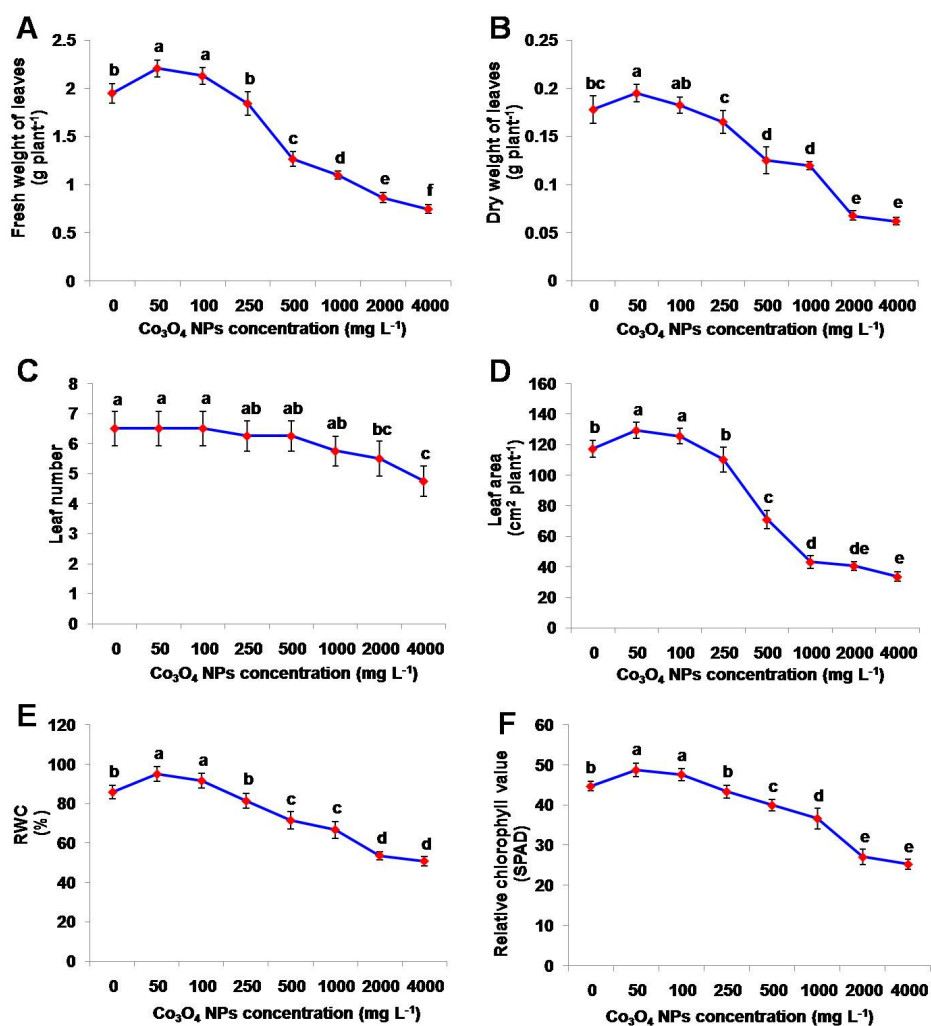 A
Fresh weight of leaves
(g plant⁻¹)
2.5
2
1.5
1
0.5
0
b a a b c d e f
0 50 100 250 500 1000 2000 4000
Co₃O₄ NPs concentration (mg L⁻¹)
B
Dry weight of leaves
(g plant⁻¹)
0.25
0.2
0.15
0.1
0.05
0
bc a ab c d d e e
0 50 100 250 500 1000 2000 4000
Co₃O₄ NPs concentration (mg L⁻¹)
C
Leaf number
8
7
6
5
4
3
2
1
0
a a a ab ab ab bc c
0 50 100 250 500 1000 2000 4000
Co₃O₄ NPs concentration (mg L⁻¹)
D
Leaf area
(cm² plant⁻¹)
160
140
120
100
80
60
40
20
0
b a a b c d de e
0 50 100 250 500 1000 2000 4000
Co₃O₄ NPs concentration (mg L⁻¹)
E
RWC
(%)
120
100
80
60
40
20
0
b a a b c c d d
0 50 100 250 500 1000 2000 4000
Co₃O₄ NPs concentration (mg L⁻¹)
F
Relative chlorophyll value
(SPAD)
60
50
40
30
20
10
0
b a a b c d e e
0 50 100 250 500 1000 2000 4000
Co₃O₄ NPs concentration (mg L⁻¹)